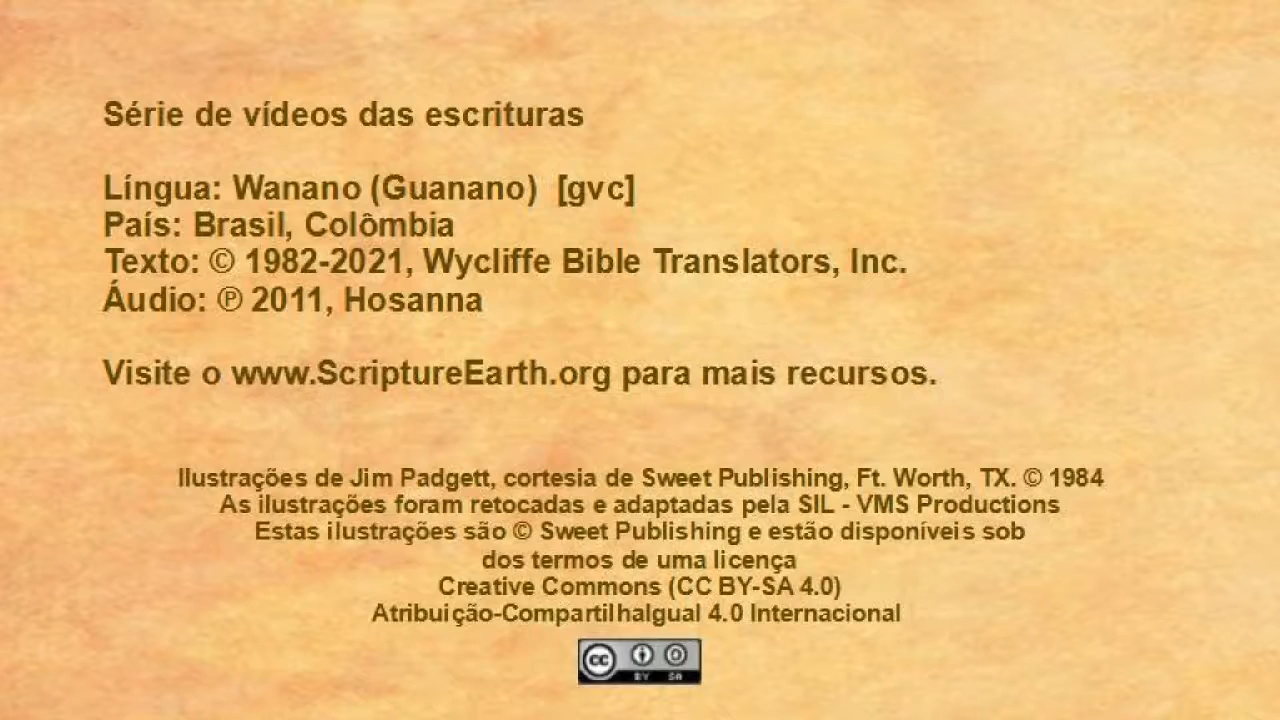 Série de vídeos das escrituras
Língua: Wanano (Guanano) [gvc]
País: Brasil, Colômbia
Texto: © 1982-2021, Wycliffe Bible Translators, Inc.
Áudio: ℗ 2011, Hosanna
Visite o www.ScriptureEarth.org para mais recursos.
Ilustrações de Jim Padgett, cortesia de Sweet Publishing, Ft. Worth, TX. © 1984
As ilustrações foram retocadas e adaptadas pela SIL - VMS Productions
Estas ilustrações são © Sweet Publishing e estão disponíveis sob
dos termos de uma licença
Creative Commons (CC BY-SA 4.0)
Atribuição-CompartilhaIgual 4.0 Internacional
cc BY SA